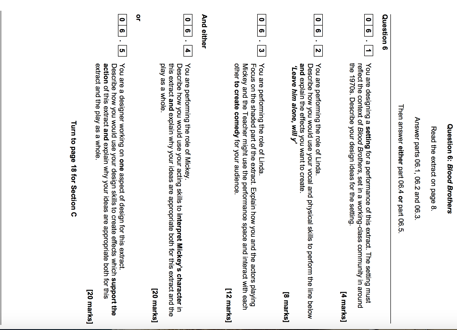 Question 6: Blood Brothers
Read the extract on page 8.
Answer parts 06.1, 06.2 and 06.3.
Then answer either part 06.4 or part 06.5.
Question 6
0 6 . 1 You are designing a setting for a performance of this extract. The setting must
reflect the context of Blood Brothers, set in a working-class community in around
the 1970s. Describe your design ideas for the setting.
[4 marks]
0 6 . 2 You are performing the role of Linda.
Describe how you would use your vocal and physical skills to perform the line below
and explain the effects you want to create.
'Leave him alone, will y'
[8 marks]
0 6 . 3 You are performing the role of Linda.
Focus on the shaded part of the extract. Explain how you and the actors playing
Mickey and the Teacher might use the performance space and interact with each
other to create comedy for your audience.
[12 marks]
And either
0 6 . 4 You are performing the role of Mickey.
Describe how you would use your acting skills to interpret Mickey's character in
this extract and explain why your ideas are appropriate both for this extract and the
play as a whole.
[20 marks]
or
0 6 . 5 You are a designer working on one aspect of design for this extract.
Describe how you would use your design skills to create effects which support the
action of this extract and explain why your ideas are appropriate both for this
extract and the play as a whole.
[20 marks]
Turn to page 18 for Section C